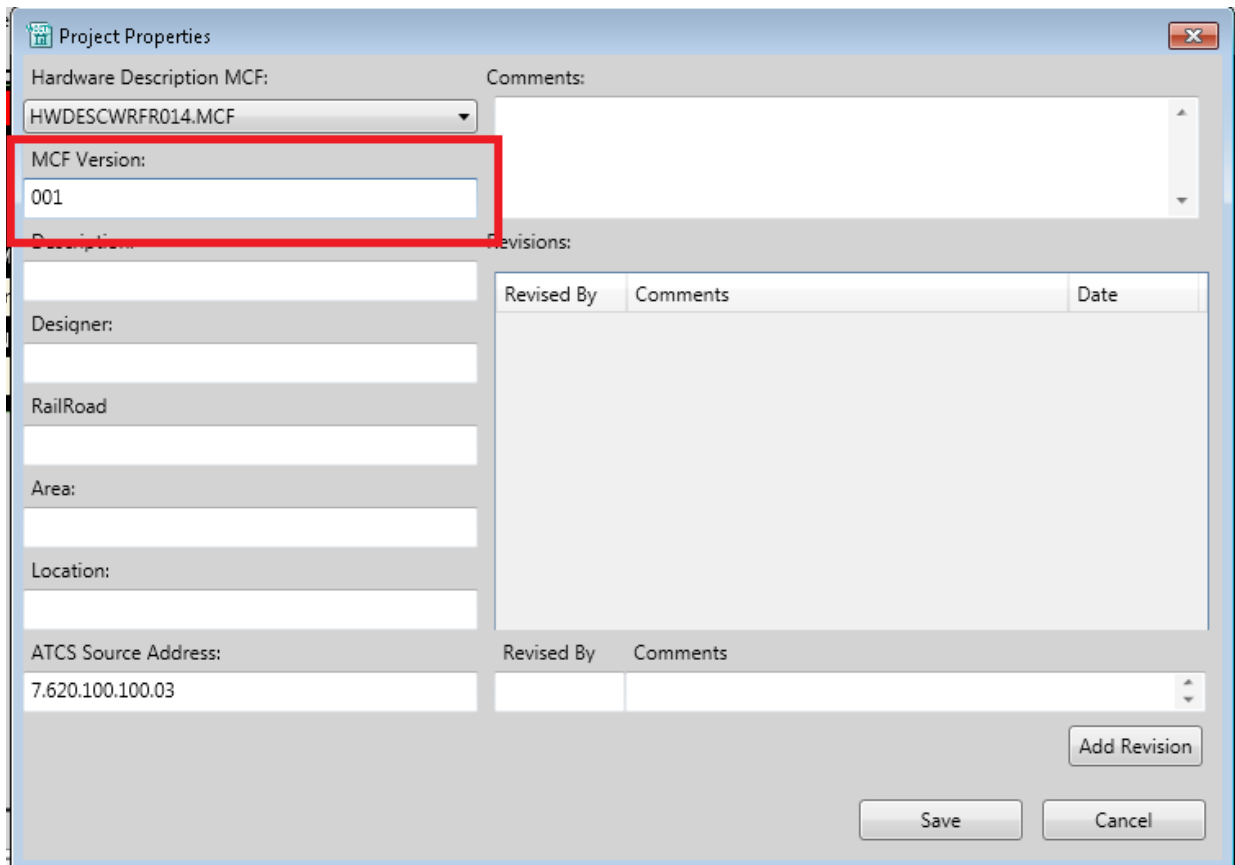 Project Properties
Hardware Description MCF:
HWDESCWRFR014.MCF
MCF Version:
001
Description:
Designer:
RailRoad
Area:
Location:
ATCS Source Address:
7.620.100.100.03
Comments:
Revisions:
Revised By Comments Date
Revised By Comments
Add Revision
Save Cancel